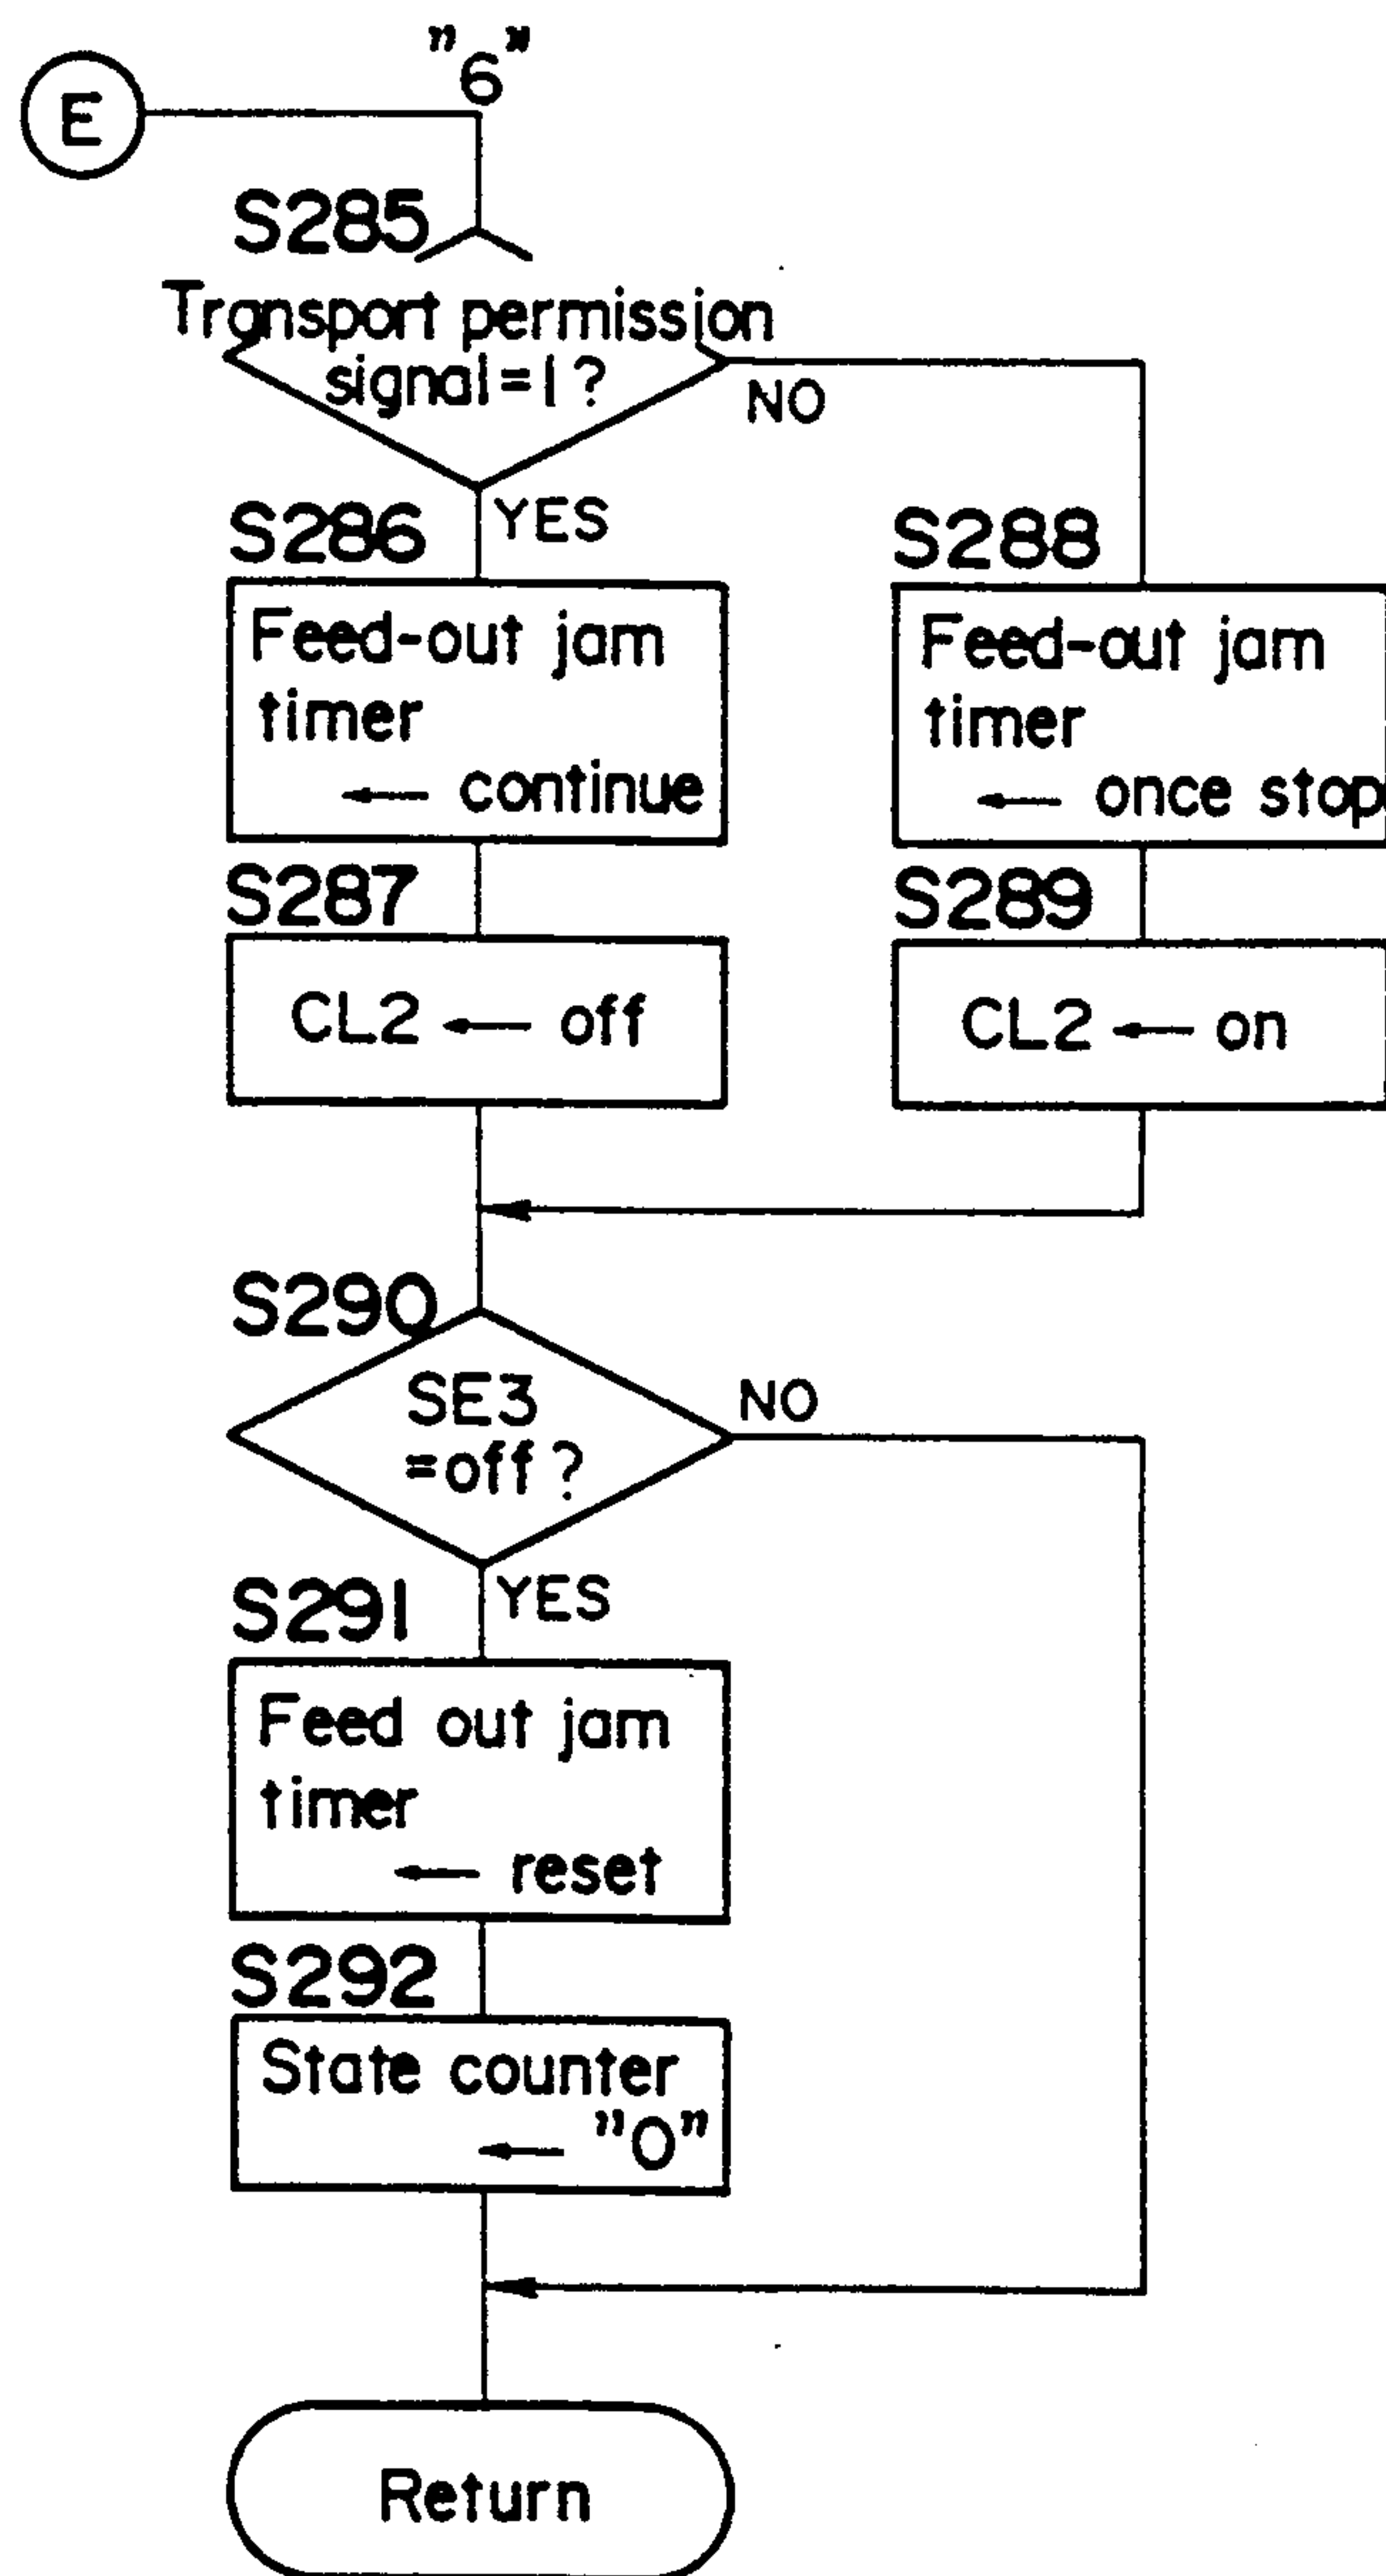 "6"
E
S285
Transport permission
signal=1?
NO
YES
S286
Feed-out jam
timer
← continue
S288
Feed-out jam
timer
← once
S287
CL2 ← off
S289
CL2 ← on
S290
SE3
=off?
NO
YES
S291
Feed out jam
timer
← reset
S292
State counter
← "0"
Return